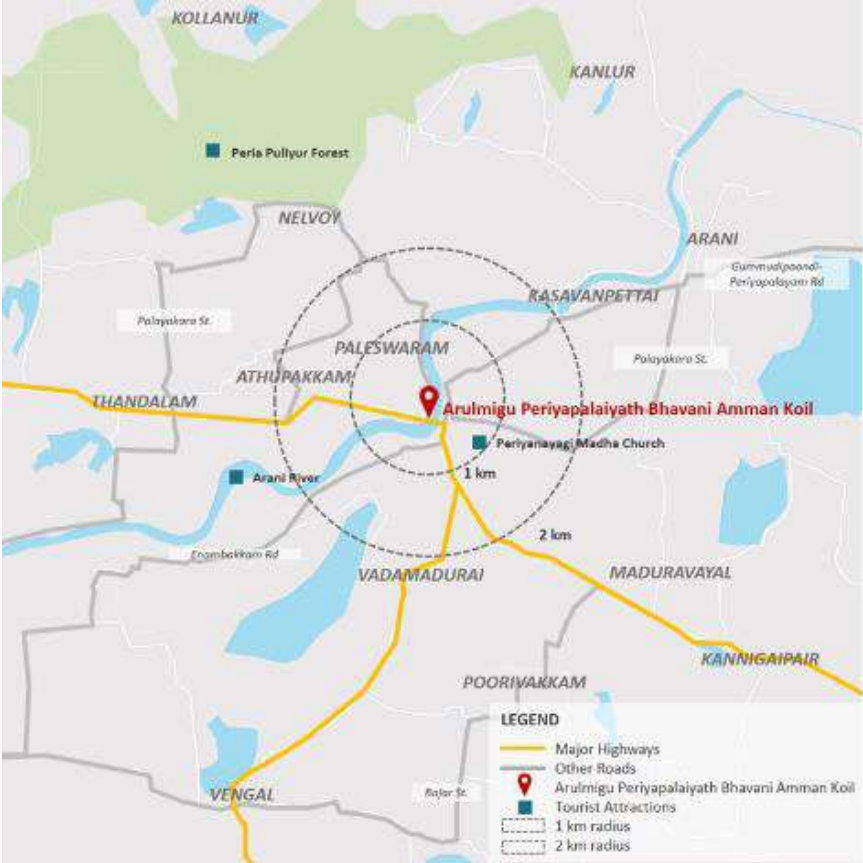 KOLLANUR
KANLUR
Peria Puliyur Forest
NELVOY
ARANI
Gummudipoondi-
Periyapalayam Rd
RASAVANPETTAI
Palayakara St.
PALESWARAM
Palayakara St.
ATHUPAKKAM
THANDALAM
Arulmigu Periyapalaiyath Bhavani Amman Koil
Periyanayagi Madha Church
1 km
Arani River
2 km
Enambakkam Rd
VADAMADURAI
MADURAVAYAL
KANNIGAIPAIR
POORIVAKKAM
LEGEND
Major Highways
Other Roads
Arulmigu Periyapalaiyath Bhavani Amman Koil
Tourist Attractions
1 km radius
2 km radius
VENGAL
Bajar St.